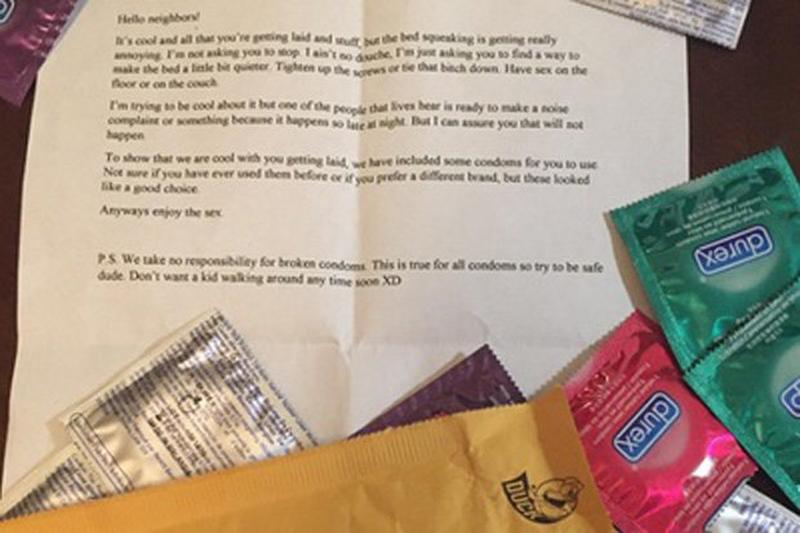 Hello neighbors!
It's cool and all that you're getting laid and stuff, but the bed squeaking is getting really
annoying. I'm not asking you to stop. I ain't no douche, I'm just asking you to find a way to
make the bed a little bit quieter. Tighten up the screws or tie that bitch down. Have sex on the
floor or on the couch.
I'm trying to be cool about it but one of the people that lives hear is ready to make a noise
complaint or something because it happens so late at night. But I can assure you that will not
happen.
To show that we are cool with you getting laid, we have included some condoms for you to use.
Not sure if you have ever used them before or if you prefer a different brand, but these looked
like a good choice.
Anyways enjoy the sex.
P.S. We take no responsibility for broken condoms. This is true for all condoms so try to be safe
dude. Don't want a kid walking around any time soon XD
durex
durex
DUCK